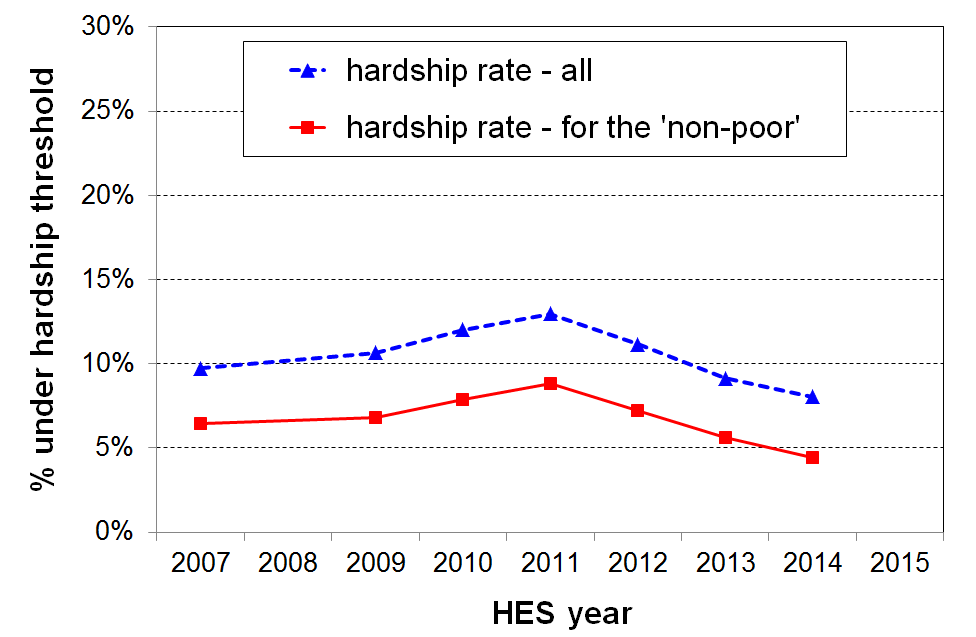 30%
25%
20%
15%
10%
5%
0%
% under hardship threshold
hardship rate - all
hardship rate - for the 'non-poor'
2007 2008 2009 2010 2011 2012 2013 2014 2015
HES year